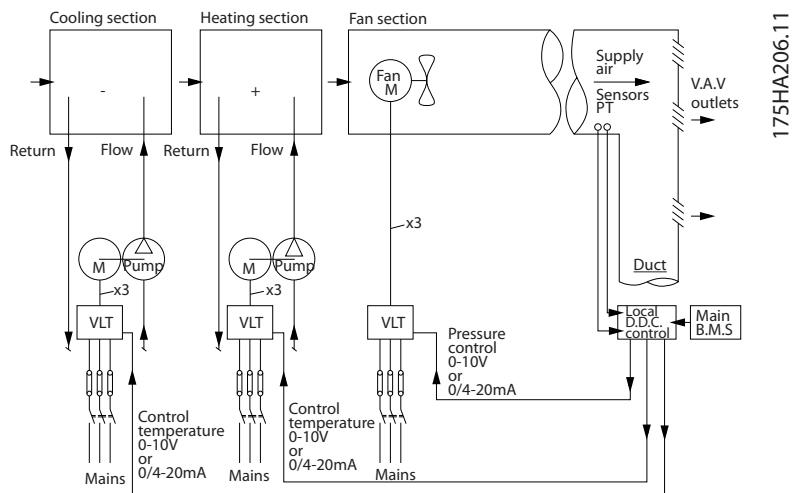 Cooling section
Heating section
Fan section
175HA206.11
-
+
Fan
M
Supply
air
Sensors
PT
V.A.V
outlets
Return
Flow
Return
Flow
x3
M
Pump
M
Pump
Duct
x3
x3
VLT
VLT
VLT
Local
D.D.C.
control
Main
B.M.S
Pressure
control
0-10V
or
0/4-20mA
Control
temperature
0-10V
or
0/4-20mA
Control
temperature
0-10V
or
0/4-20mA
Mains
Mains
Mains